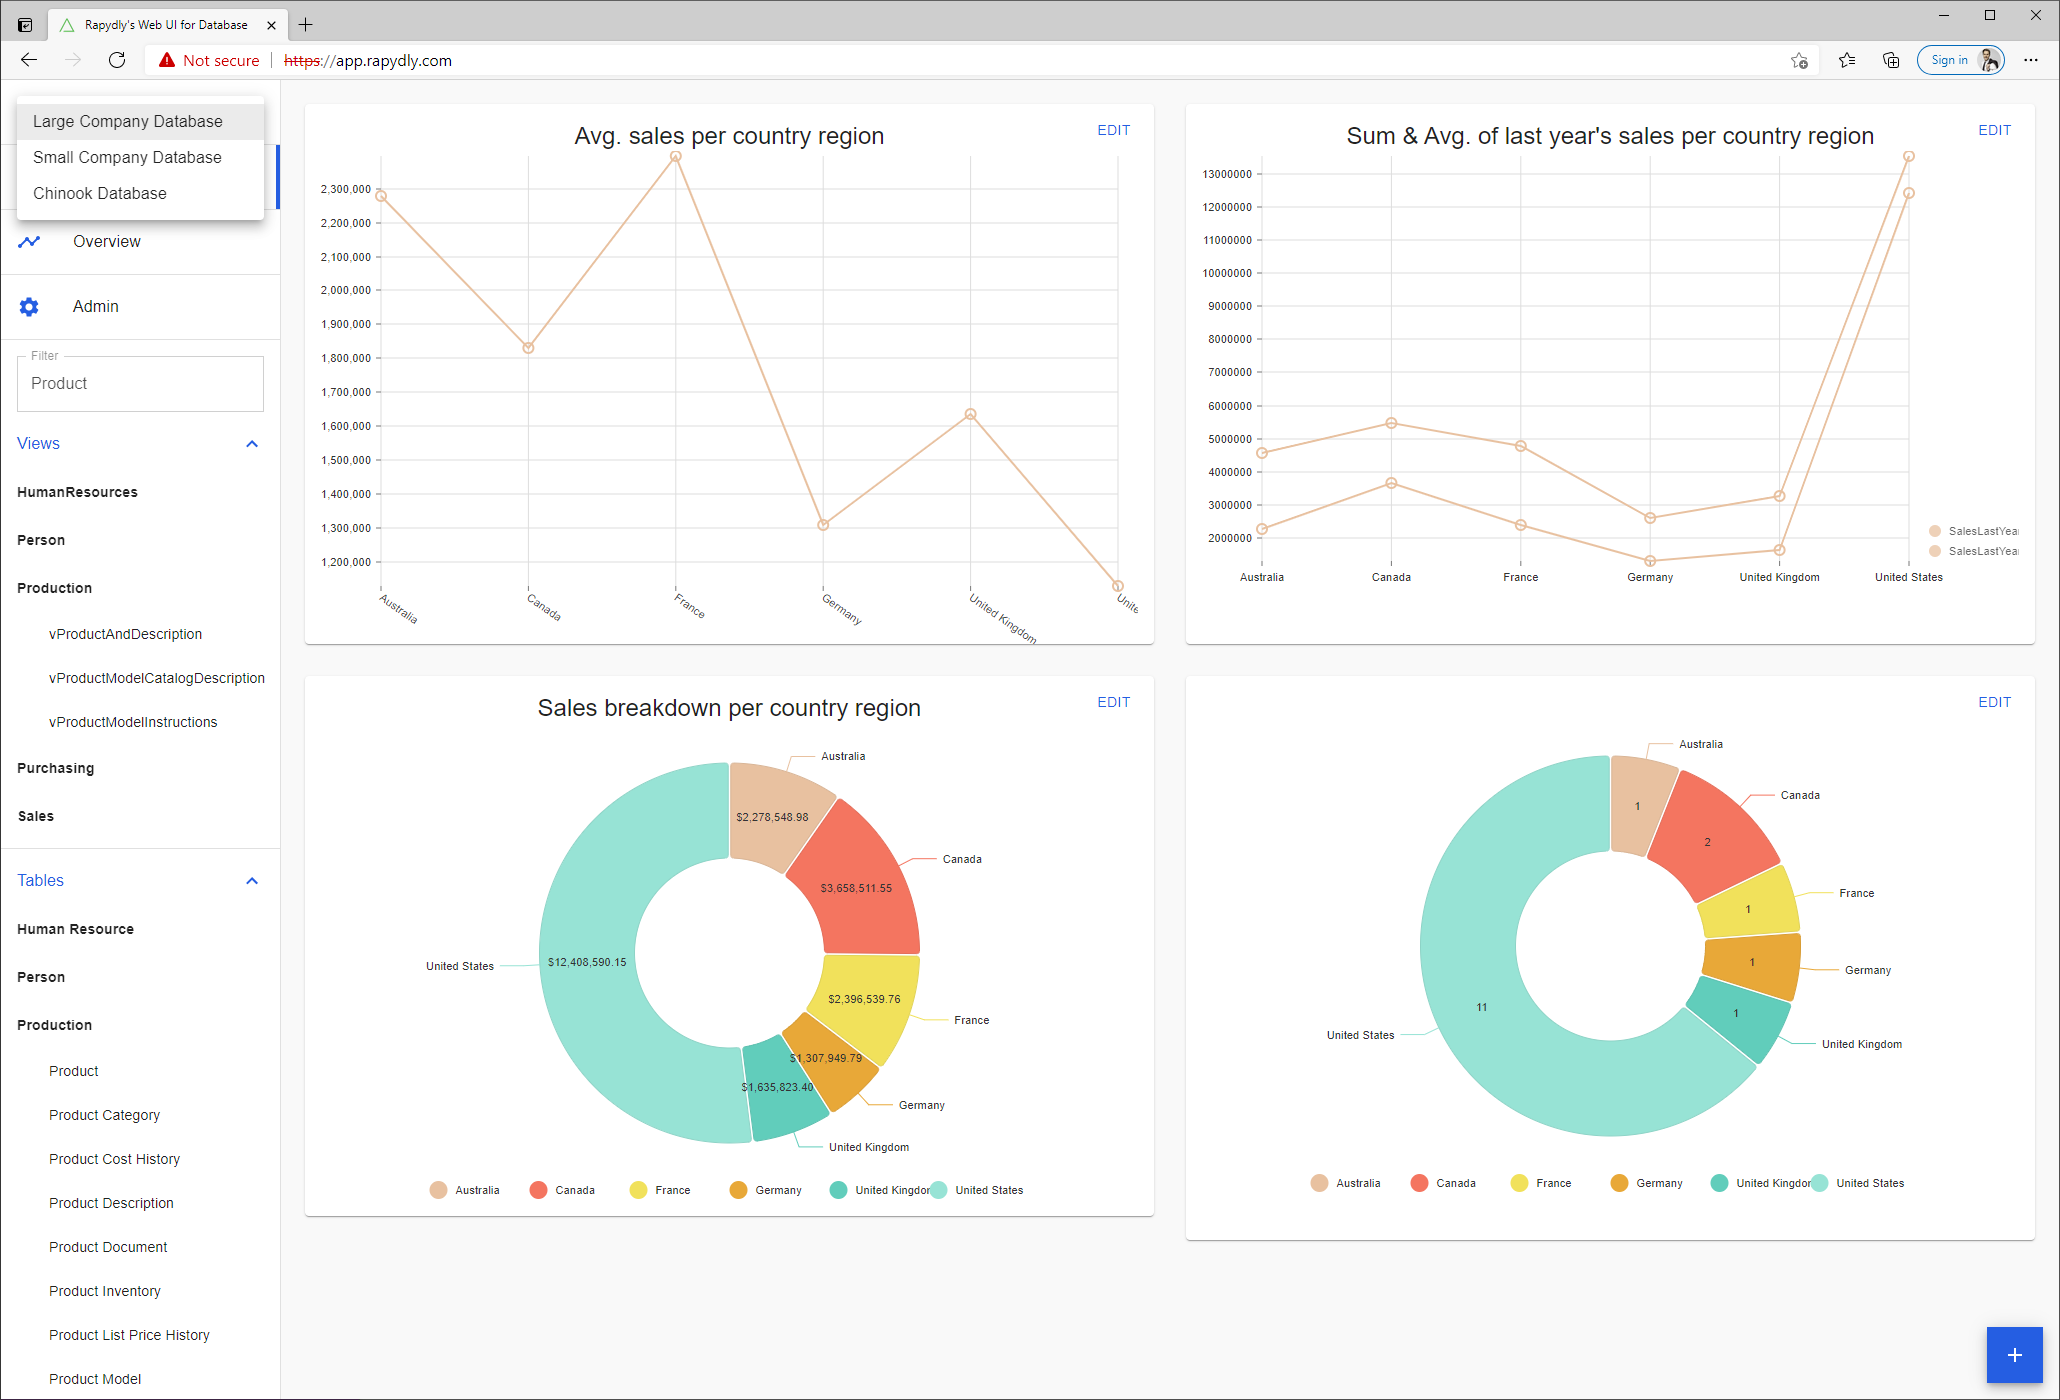 Rapydly's Web UI for Database
Not secure
https://app.rapydly.com
Sign in
Large Company Database
Small Company Database
Chinook Database
Overview
Admin
Filter
Product
Views
HumanResources
Person
Production
vProductAndDescription
vProductModelCatalogDescription
vProductModelInstructions
Purchasing
Sales
Tables
Human Resource
Person
Production
Product
Product Category
Product Cost History
Product Description
Product Document
Product Inventory
Product List Price History
Product Model
Avg. sales per country region
EDIT
2,300,000
2,200,000
2,100,000
2,000,000
1,900,000
1,800,000
1,700,000
1,600,000
1,500,000
1,400,000
1,300,000
1,200,000
Australia
Canada
France
Germany
United Kingdom
Unite
Sum & Avg. of last year's sales per country region
EDIT
13000000
12000000
11000000
10000000
9000000
8000000
7000000
6000000
5000000
4000000
3000000
2000000
Australia
Canada
France
Germany
United Kingdom
United States
SalesLastYear
SalesLastYear
Sales breakdown per country region
EDIT
Australia
$2,278,548.98
Canada
$3,658,511.55
United States
$12,408,590.15
$2,396,539.76
France
$1,307,949.79
$1,635,823.40
Germany
United Kingdom
Australia
Canada
France
Germany
United Kingdom
United States
EDIT
Australia
Canada
1
2
France
1
1
Germany
11
1
United States
United Kingdom
Australia
Canada
France
Germany
United Kingdom
United States